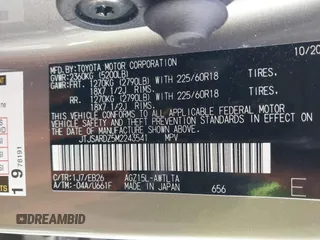 MFD. BY: TOYOTA MOTOR CORPORATION 10/20
GVWR: 2360KG (5200LB)
GAWR: FRT. 1270KG (2790LB) WITH 225/60R18 TIRES.
18X7 1/2J RIMS.
RR. 1270KG (2790LB) WITH 225/60R18 TIRES.
18X7 1/2J RIMS.
THIS VEHICLE CONFORMS TO ALL APPLICABLE FEDERAL MOTOR
VEHICLE SAFETY AND THEFT PREVENTION STANDARDS IN EFFECT
ON THE DATE OF MANUFACTURE SHOWN ABOVE.
JTJSARDZ5M2243541 MPV
C/TR: 1J7/EB26 AGZ15L-AWTLTA
A/TM: -04A/U661F 656
E
19
78191
DREAMBID